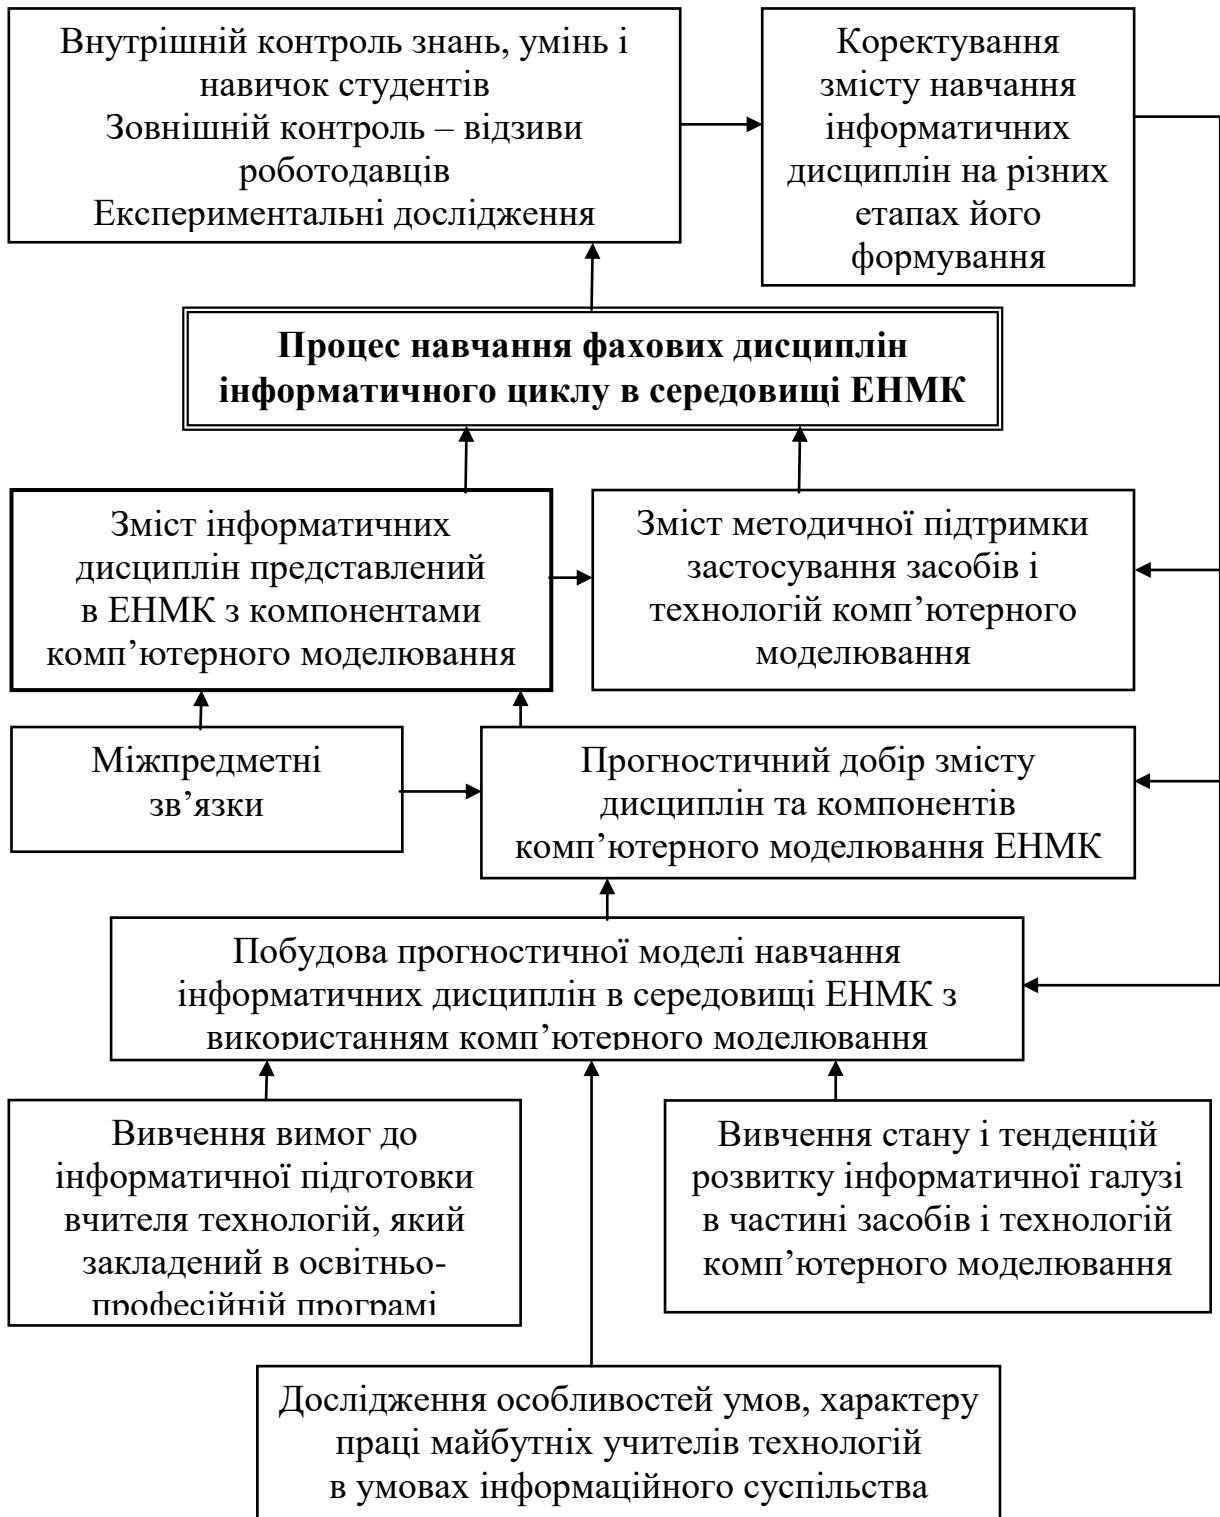 Внутрішній контроль знань, умінь і
навичок студентів
Зовнішній контроль – відзиви
роботодавців
Експериментальні дослідження
Коректування
змісту навчання
інформатичних
дисциплін на різних
етапах його
формування
Процес навчання фахових дисциплін
інформатичного циклу в середовищі ЕНМК
Зміст інформатичних
дисциплін представлений
в ЕНМК з компонентами
комп’ютерного моделювання
Зміст методичної підтримки
застосування засобів і
технологій комп’ютерного
моделювання
Міжпредметні
зв’язки
Прогностичний добір змісту
дисциплін та компонентів
комп’ютерного моделювання ЕНМК
Побудова прогностичної моделі навчання
інформатичних дисциплін в середовищі ЕНМК з
використанням комп’ютерного моделювання
Вивчення вимог до
інформатичної підготовки
вчителя технологій, який
закладений в освітньо-
професійній програмі
Вивчення стану і тенденцій
розвитку інформатичної галузі
в частині засобів і технологій
комп’ютерного моделювання
Дослідження особливостей умов, характеру
праці майбутніх учителів технологій
в умовах інформаційного суспільства